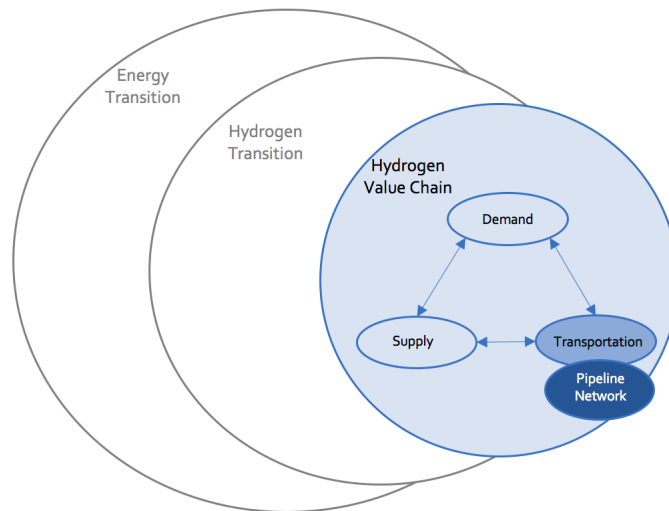 Energy
Transition
Hydrogen
Transition
Hydrogen
Value Chain
Demand
Supply
Transportation
Pipeline
Network